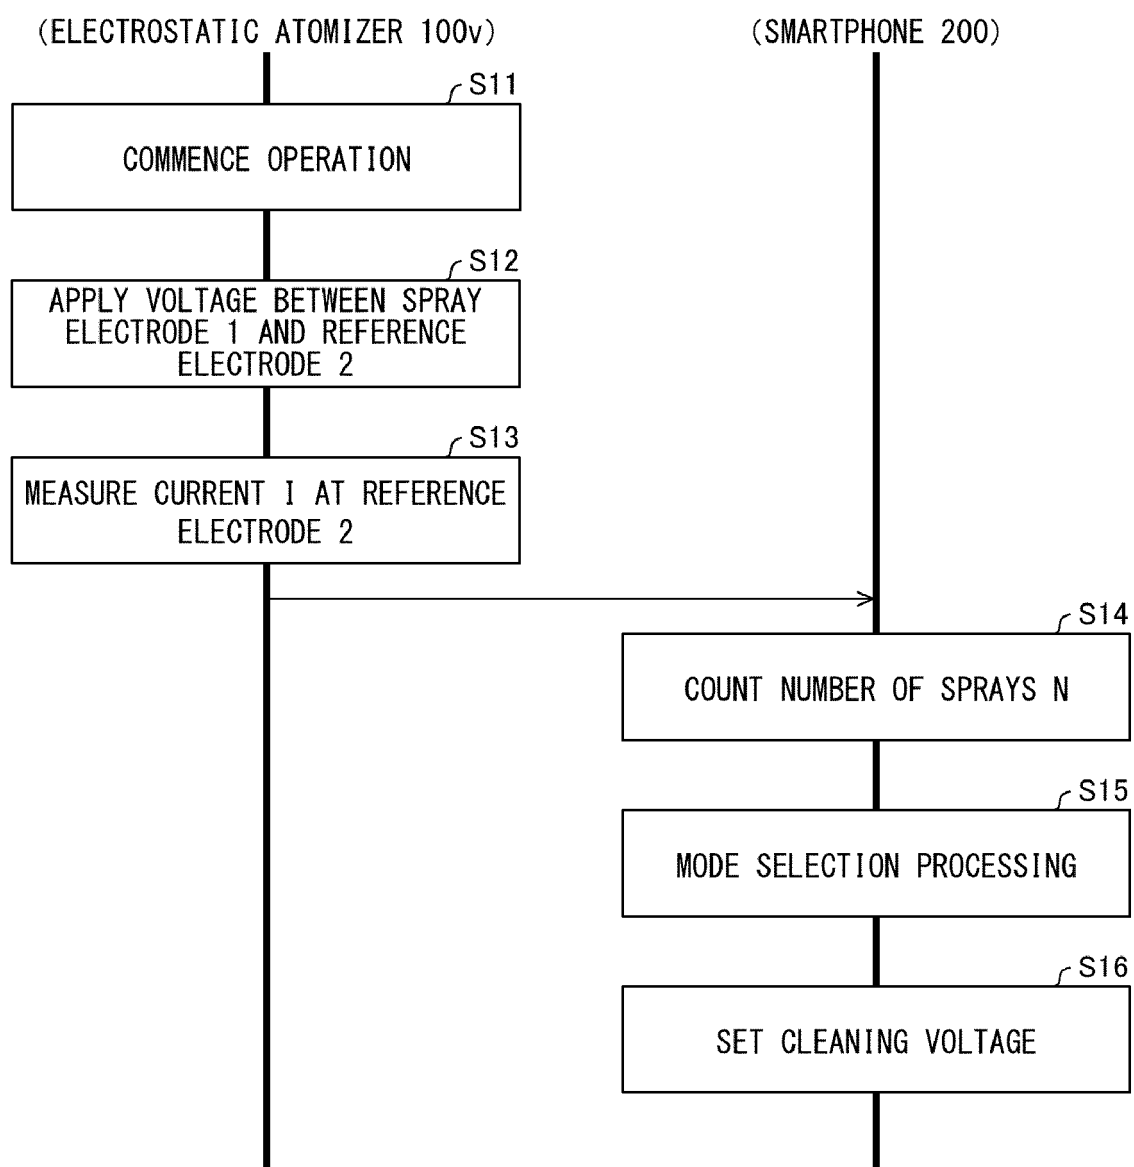 (ELECTROSTATIC ATOMIZER 100v)
(SMARTPHONE 200)
S11
COMMENCE OPERATION
S12
APPLY VOLTAGE BETWEEN SPRAY
ELECTRODE 1 AND REFERENCE
ELECTRODE 2
S13
MEASURE CURRENT I AT REFERENCE
ELECTRODE 2
S14
COUNT NUMBER OF SPRAYS N
S15
MODE SELECTION PROCESSING
S16
SET CLEANING VOLTAGE